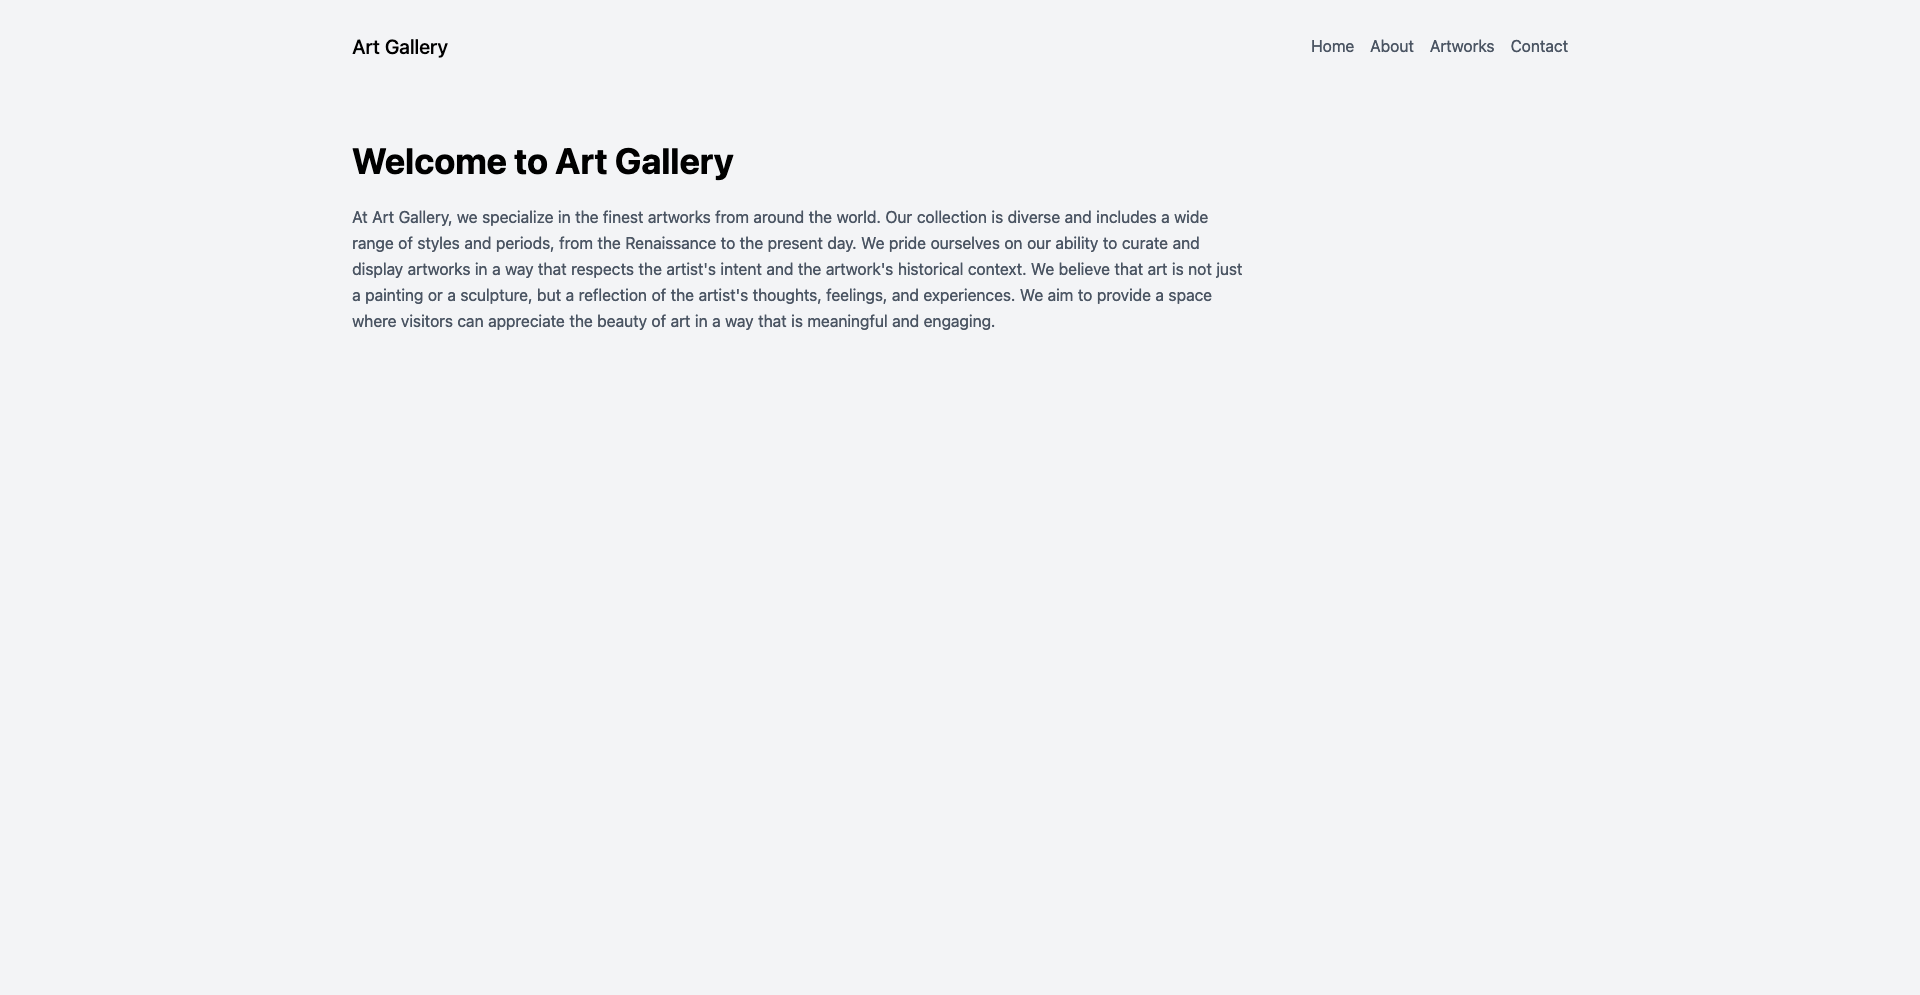 Art Gallery
Home About Artworks Contact
Welcome to Art Gallery
At Art Gallery, we specialize in the finest artworks from around the world. Our collection is diverse and includes a wide
range of styles and periods, from the Renaissance to the present day. We pride ourselves on our ability to curate and
display artworks in a way that respects the artist's intent and the artwork's historical context. We believe that art is not just
a painting or a sculpture, but a reflection of the artist's thoughts, feelings, and experiences. We aim to provide a space
where visitors can appreciate the beauty of art in a way that is meaningful and engaging.